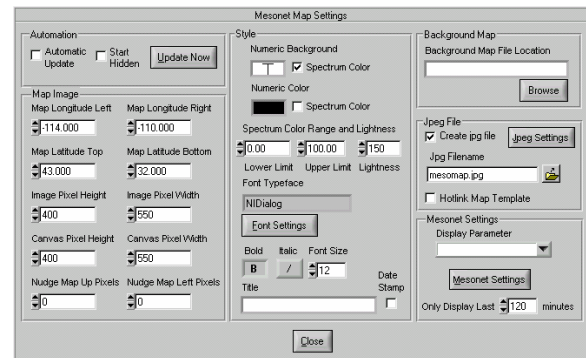 Mesonet Map Settings
Automation
Automatic Update
Start Hidden
Update Now
Map Image
Map Longitude Left
Map Longitude Right
-114.000
-110.000
Map Latitude Top
Map Latitude Bottom
43.000
32.000
Image Pixel Height
Image Pixel Width
400
550
Canvas Pixel Height
Canvas Pixel Width
400
550
Nudge Map Up Pixels
Nudge Map Left Pixels
0
0
Style
Numeric Background
T
Spectrum Color
Numeric Color
Spectrum Color
Spectrum Color Range and Lightness
0.00
100.00
150
Lower Limit
Upper Limit
Lightness
Font Typeface
NIDialog
Font Settings
Bold
Italic
Font Size
B
/
12
Title
Date Stamp
Background Map
Background Map File Location
Browse
Jpeg File
Create jpg file
Jpeg Settings
Jpg Filename
mesomap.jpg
Hotlink Map Template
Mesonet Settings
Display Parameter
Mesonet Settings
Only Display Last 120 minutes
Close